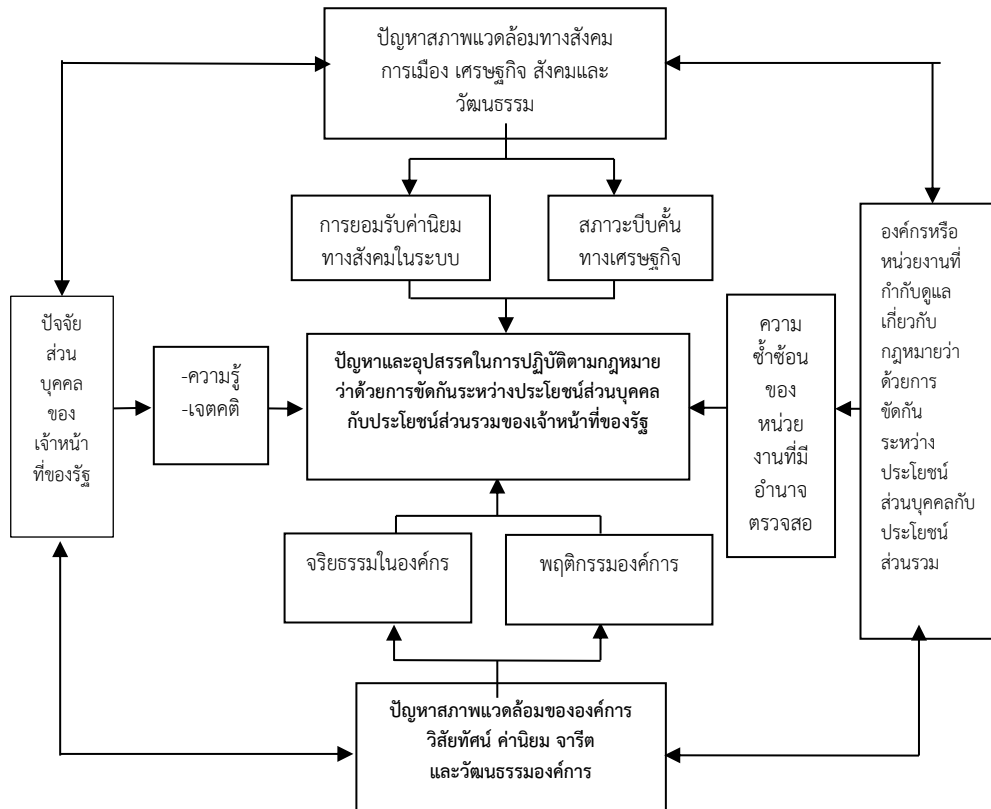 ปัญหาสภาพแวดล้อมทางสังคม
การเมือง เศรษฐกิจ สังคมและ
วัฒนธรรม
การยอมรับค่านิยม
ทางสังคมในระบบ
สภาวะบีบคั้น
ทางเศรษฐกิจ
ปัจจัย
ส่วน
บุคคล
ของ
เจ้าหน้า
ที่ของรัฐ
-ความรู้
-เจตคติ
ปัญหาและอุปสรรคในการปฏิบัติตามกฎหมาย
ว่าด้วยการขัดกันระหว่างประโยชน์ส่วนบุคคล
กับประโยชน์ส่วนรวมของเจ้าหน้าที่ของรัฐ
ความ
ซ้ำซ้อน
ของ
หน่วย
งานที่มี
อำนาจ
ตรวจสอ
องค์กรหรือ
หน่วยงานที่
กำกับดูแล
เกี่ยวกับ
กฎหมายว่า
ด้วยการ
ขัดกัน
ระหว่าง
ประโยชน์
ส่วนบุคคลกับ
ประโยชน์
ส่วนรวม
จริยธรรมในองค์กร
พฤติกรรมองค์การ
ปัญหาสภาพแวดล้อมขององค์การ
วิสัยทัศน์ ค่านิยม จารีต
และวัฒนธรรมองค์การ